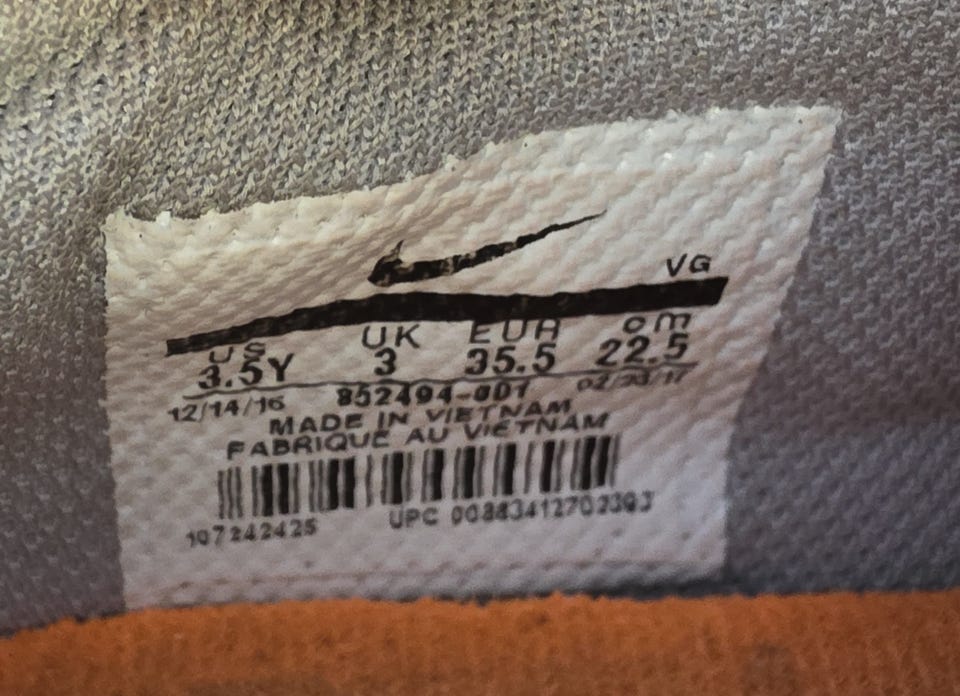 VG
US UK EUR cm
3.5Y 3 35.5 22.5
12/14/16 852494-001 02/23/17
MADE IN VIETNAM
FABRIQUE AU VIETNAM
107242425 UPC